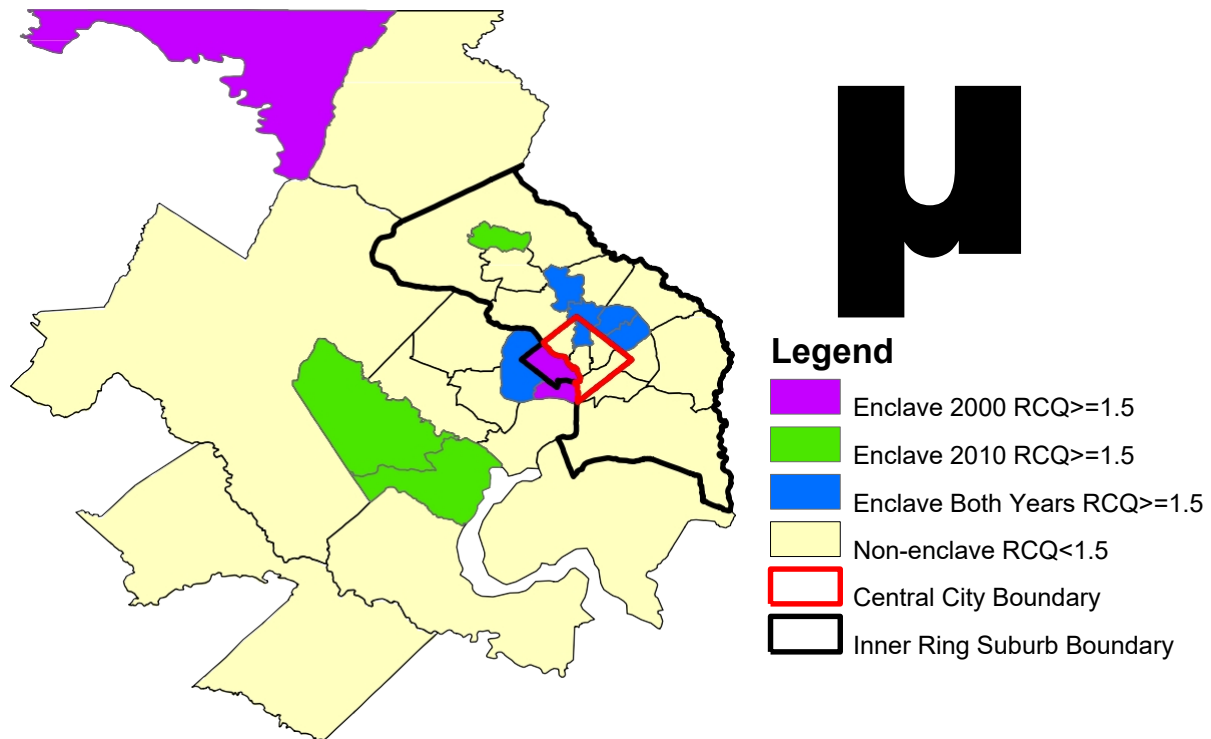 µ
Legend
Enclave 2000 RCQ>=1.5
Enclave 2010 RCQ>=1.5
Enclave Both Years RCQ>=1.5
Non-enclave RCQ<1.5
Central City Boundary
Inner Ring Suburb Boundary